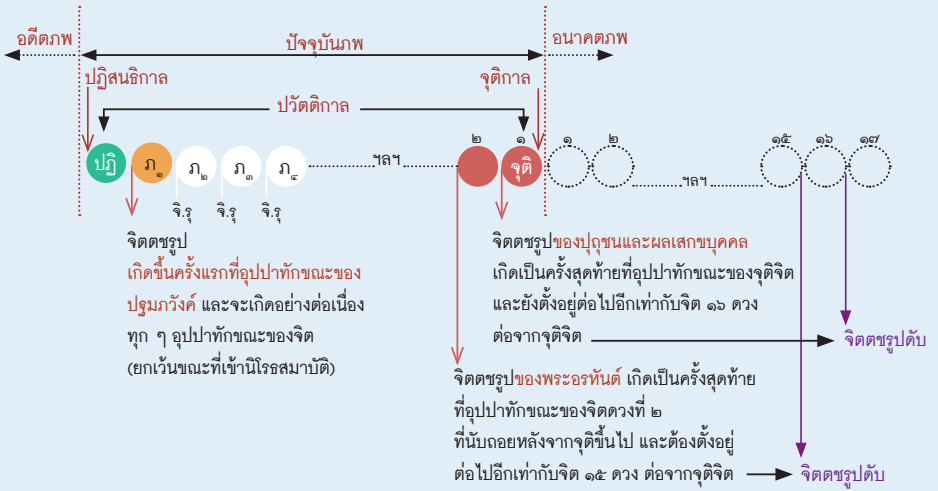 อดีตภพ ปัจจุบันภพ อนาคตภพ
ปฏิสนธิกาล จุติกาล
ปวัตติกาล
๒ ๑ ๑ ๒ ๑๕ ๑๖ ๑๗
ปฏิ ภ๑ ภ๒ ภ๓ ภ๔ ฯลฯ จุติ ฯลฯ
จิ.รุ จิ.รุ จิ.รุ
จิตตชรูป
เกิดขึ้นครั้งแรกที่อุปปาทักขณะของ
ปฐมภวังค์ และจะเกิดอย่างต่อเนื่อง
ทุก ๆ อุปปาทักขณะของจิต
(ยกเว้นขณะที่เข้านิโรธสมาบัติ)
จิตตชรูปของปุถุชนและผลเสกขบุคคล
เกิดเป็นครั้งสุดท้ายที่อุปปาทักขณะของจุติจิต
และยังตั้งอยู่ต่อไปอีกเท่ากับจิต ๑๖ ดวง
ต่อจากจุติจิต จิตตชรูปดับ
จิตตชรูปของพระอรหันต์ เกิดเป็นครั้งสุดท้าย
ที่อุปปาทักขณะของจิตดวงที่ ๒
ที่นับถอยหลังจากจุติขึ้นไป และต้องตั้งอยู่
ต่อไปอีกเท่ากับจิต ๑๕ ดวง ต่อจากจุติจิต จิตตชรูปดับ